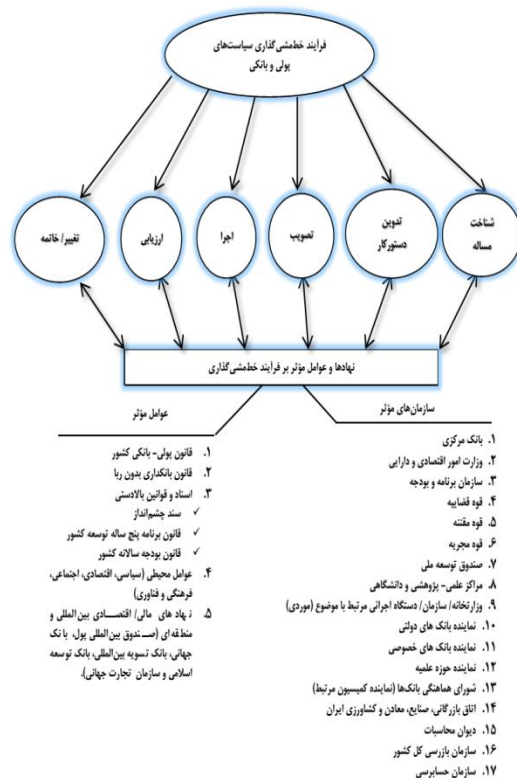 فرآیند خط‌مشی‌گذاری سیاست‌های
پولی و بانکی
شناخت
مساله
تدوین
دستورکار
تصویب
اجرا
ارزیابی
تغییر/ خاتمه
نهادها و عوامل مؤثر بر فرآیند خط‌مشی‌گذاری
سازمان‌های مؤثر
۱. بانک مرکزی
۲. وزارت امور اقتصادی و دارایی
۳. سازمان برنامه و بودجه
۴. قوه قضاییه
۵. قوه مقننه
۶. قوه مجریه
۷. صندوق توسعه ملی
۸. مراکز علمی- پژوهشی و دانشگاهی
۹. وزارتخانه/ سازمان/ دستگاه اجرائی مرتبط با موضوع (موردی)
۱۰. نماینده بانک های دولتی
۱۱. نماینده بانک های خصوصی
۱۲. نماینده حوزه علمیه
۱۳. شورای هماهنگی بانک‌ها (نماینده کمیسیون مرتبط)
۱۴. اتاق بازرگانی، صنایع، معادن و کشاورزی ایران
۱۵. دیوان محاسبات
۱۶. سازمان بازرسی کل کشور
۱۷. سازمان حسابرسی
عوامل مؤثر
۱. قانون پولی- بانکی کشور
۲. قانون بانکداری بدون ربا
۳. اسناد و قوانین بالادستی
✓ سند چشم‌انداز
✓ قانون برنامه پنج ساله توسعه کشور
✓ قانون بودجه سالانه کشور
۴. عوامل محیطی (سیاسی، اقتصادی، اجتماعی،
فرهنگی و فناوری)
۵. نهاد های مالی/ اقتصادی بین‌المللی و
منطقه ای (صندوق بین‌المللی پول، بانک
جهانی، بانک تسویه بین‌المللی، بانک توسعه
اسلامی و سازمان تجارت جهانی).